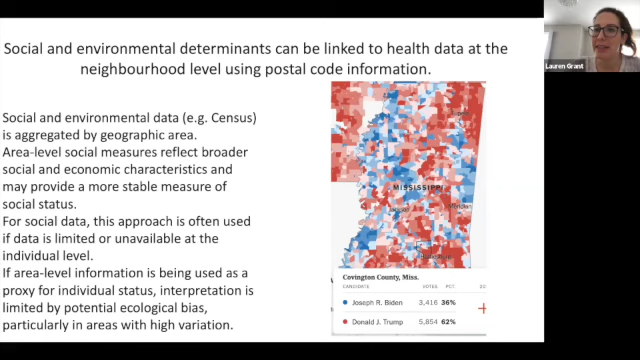 Social and environmental determinants can be linked to health data at the
neighbourhood level using postal code information.
Lauren Grant
Social and environmental data (e.g. Census)
is aggregated by geographic area.
Area-level social measures reflect broader
social and economic characteristics and
may provide a more stable measure of
social status.
For social data, this approach is often used
if data is limited or unavailable at the
individual level.
If area-level information is being used as a
proxy for individual status, interpretation is
limited by potential ecological bias,
particularly in areas with high variation.
MISSISSIPPI
Meridian
Covington County, Miss.
CANDIDATE VOTES PCT.
Joseph R. Biden 3,416 36%
Donald J. Trump 5,854 62%